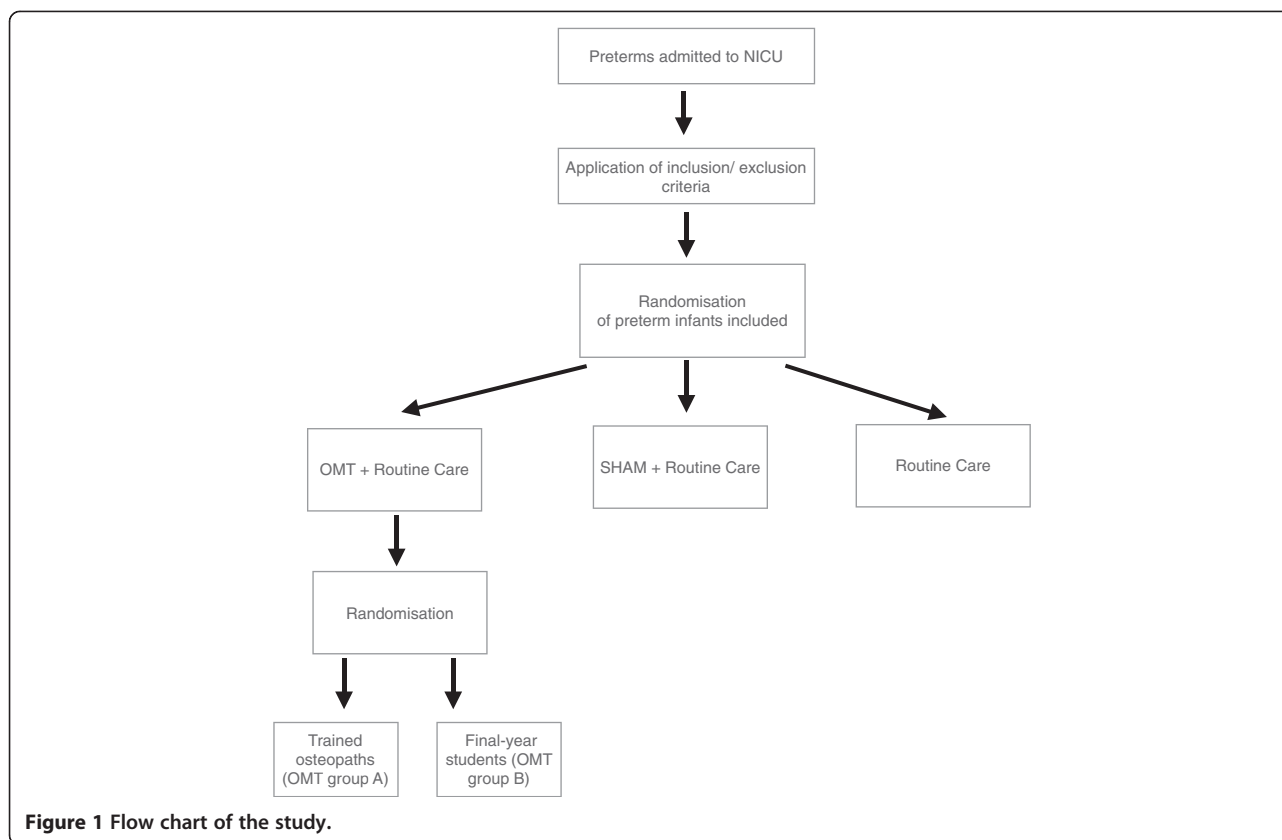 Preterms admitted to NICU
Application of inclusion/ exclusion
criteria
Randomisation
of preterm infants included
OMT + Routine Care
SHAM + Routine Care
Routine Care
Randomisation
Trained
osteopaths
(OMT group A)
Final-year
students (OMT
group B)
Figure 1 Flow chart of the study.